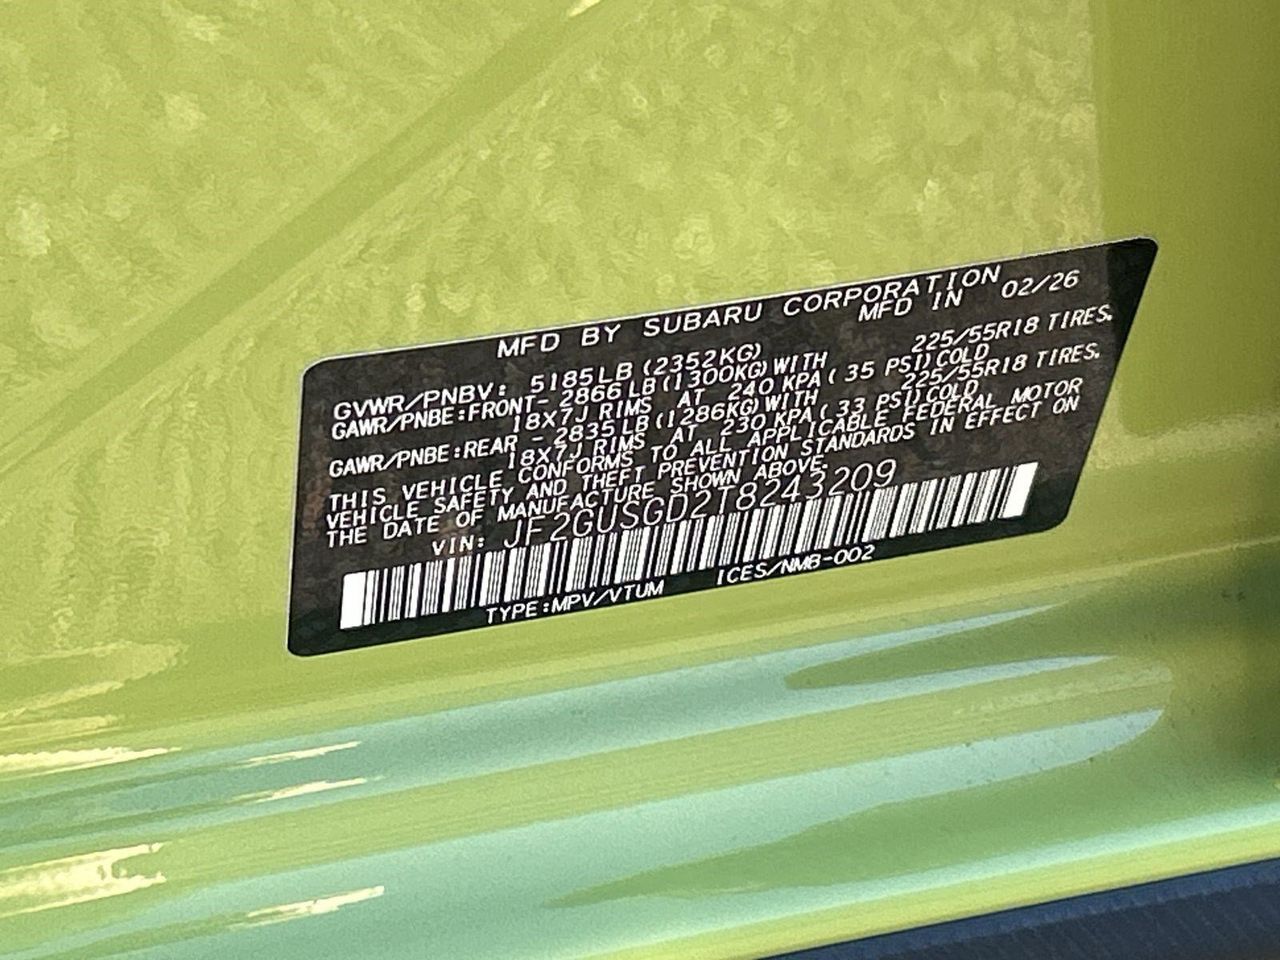 MFD BY SUBARU CORPORATION
MFD IN 02/26
GVWR/PNBV: 5185LB (2352KG)
GAWR/PNBE:FRONT- 2866LB(1300KG)WITH 225/55R18 TIRES.
18X7J RIMS AT 240 KPA( 35 PSI)COLD
GAWR/PNBE:REAR - 2835LB(1286KG)WITH 225/55R18 TIRES.
18X7J RIMS AT 230 KPA( 33 PSI)COLD
THIS VEHICLE CONFORMS TO ALL APPLICABLE FEDERAL MOTOR
VEHICLE SAFETY AND THEFT PREVENTION STANDARDS IN EFFECT ON
THE DATE OF MANUFACTURE SHOWN ABOVE.
VIN: JF2GUSGD2T8243209
TYPE:MPV/VTUM ICES/NMB-002